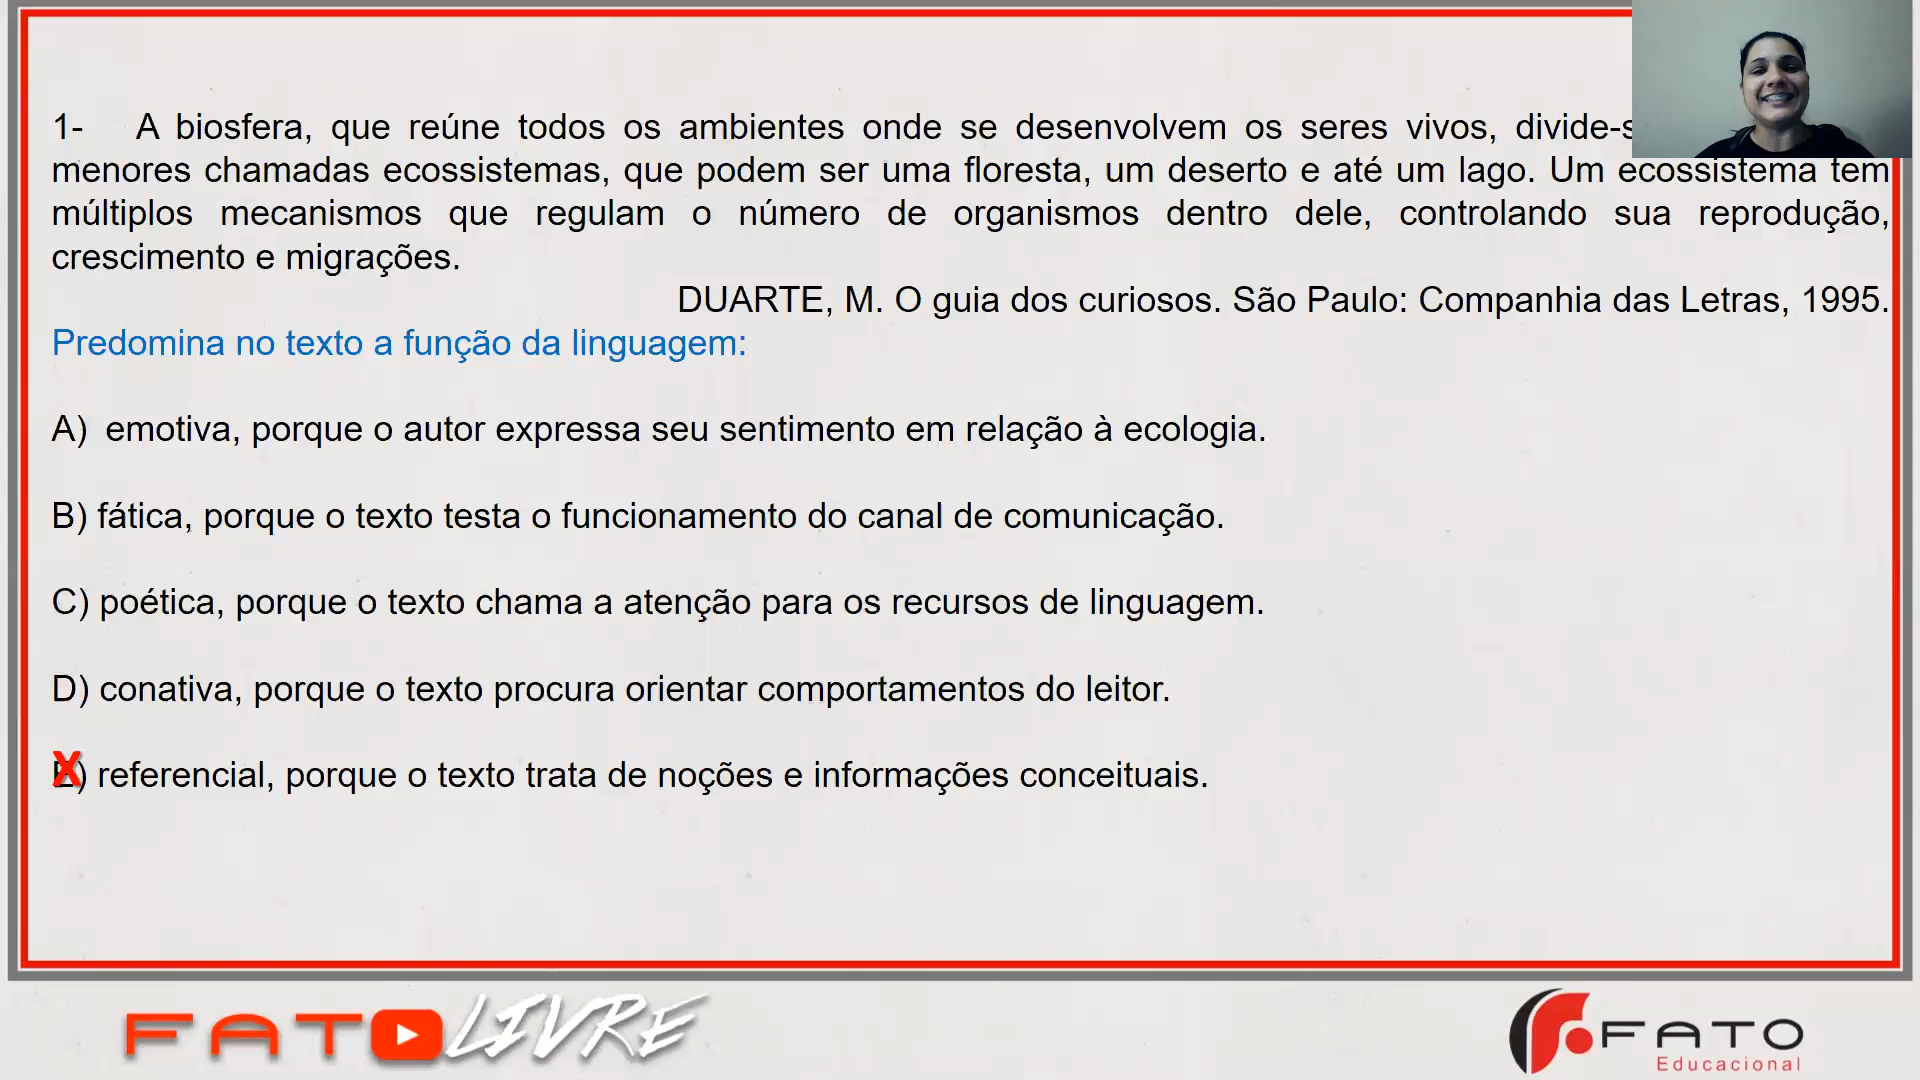 1- A biosfera, que reúne todos os ambientes onde se desenvolvem os seres vivos,
menores chamadas ecossistemas, que podem ser uma floresta, um deserto e até um lago. Um ecossistema tem
múltiplos mecanismos que regulam o número de organismos dentro dele, controlando sua reprodução,
crescimento e migrações.
DUARTE, M. O guia dos curiosos. São Paulo: Companhia das Letras, 1995.
Predomina no texto a função da linguagem:
A) emotiva, porque o autor expressa seu sentimento em relação à ecologia.
B) fática, porque o texto testa o funcionamento do canal de comunicação.
C) poética, porque o texto chama a atenção para os recursos de linguagem.
D) conativa, porque o texto procura orientar comportamentos do leitor.
E) referencial, porque o texto trata de noções e informações conceituais.
FATO LIVRE
FATO
Educacional